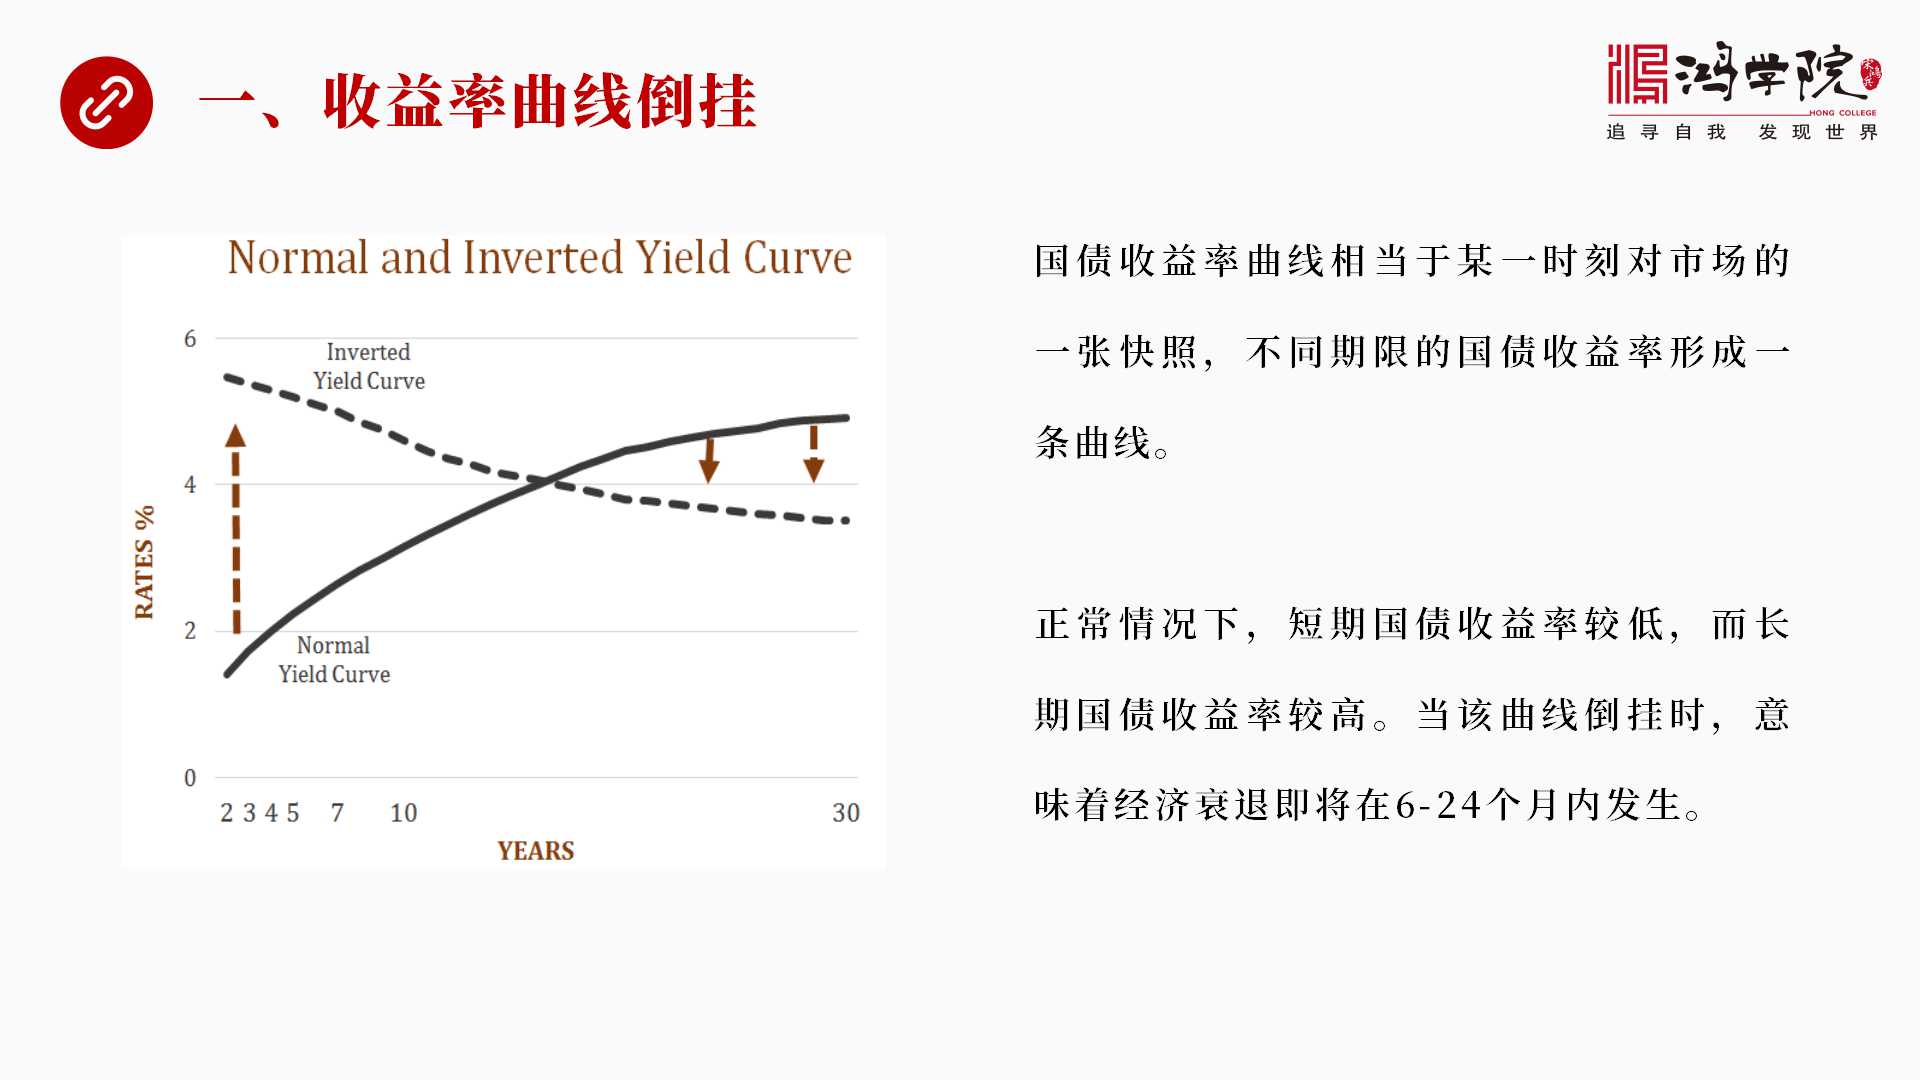 一、收益率曲线倒挂
鸿学院
HONG COLLEGE
追寻自我 发现世界
Normal and Inverted Yield Curve
6
Inverted
Yield Curve
4
RATES %
2
Normal
Yield Curve
0
2 3 4 5 7 10 30
YEARS
国债收益率曲线相当于某一时刻对市场的
一张快照，不同期限的国债收益率形成一
条曲线。
正常情况下，短期国债收益率较低，而长
期国债收益率较高。当该曲线倒挂时，意
味着经济衰退即将在6-24个月内发生。